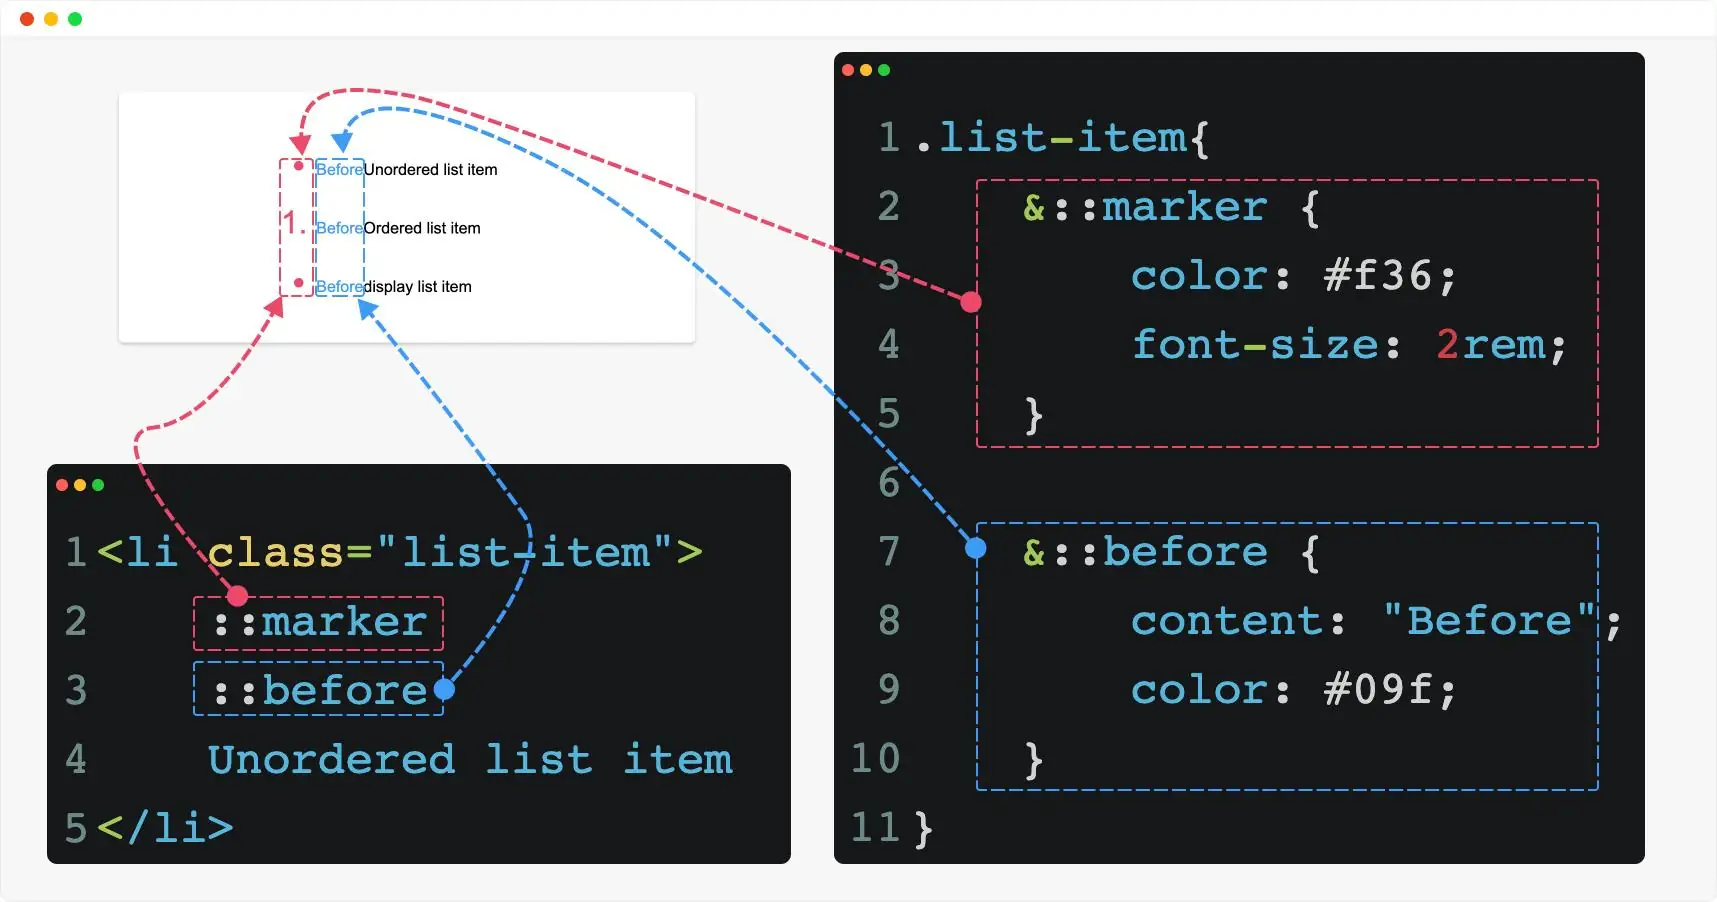 BeforeUnordered list item
1. BeforeOrdered list item
Beforedisplay list item
1 <li class="list-item">
2 ::marker
3 ::before
4 Unordered list item
5 </li>
1 .list-item{
2 &::marker {
3 color: #f36;
4 font-size: 2rem;
5 }
6
7 &::before {
8 content: "Before";
9 color: #09f;
10 }
11 }